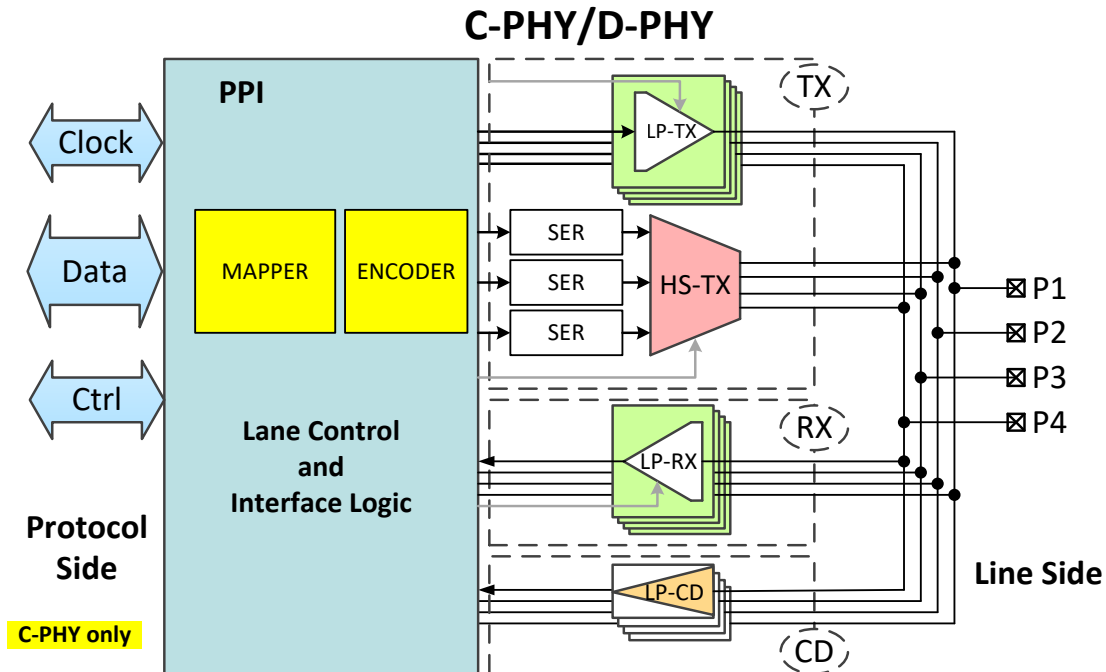 C-PHY/D-PHY
PPI
TX
LP-TX
Clock
SER
MAPPER
ENCODER
Data
SER
HS-TX
P1
SER
P2
P3
Ctrl
P4
RX
Lane Control
and
Interface Logic
LP-RX
Protocol
Side
Line Side
LP-CD
C-PHY only
CD